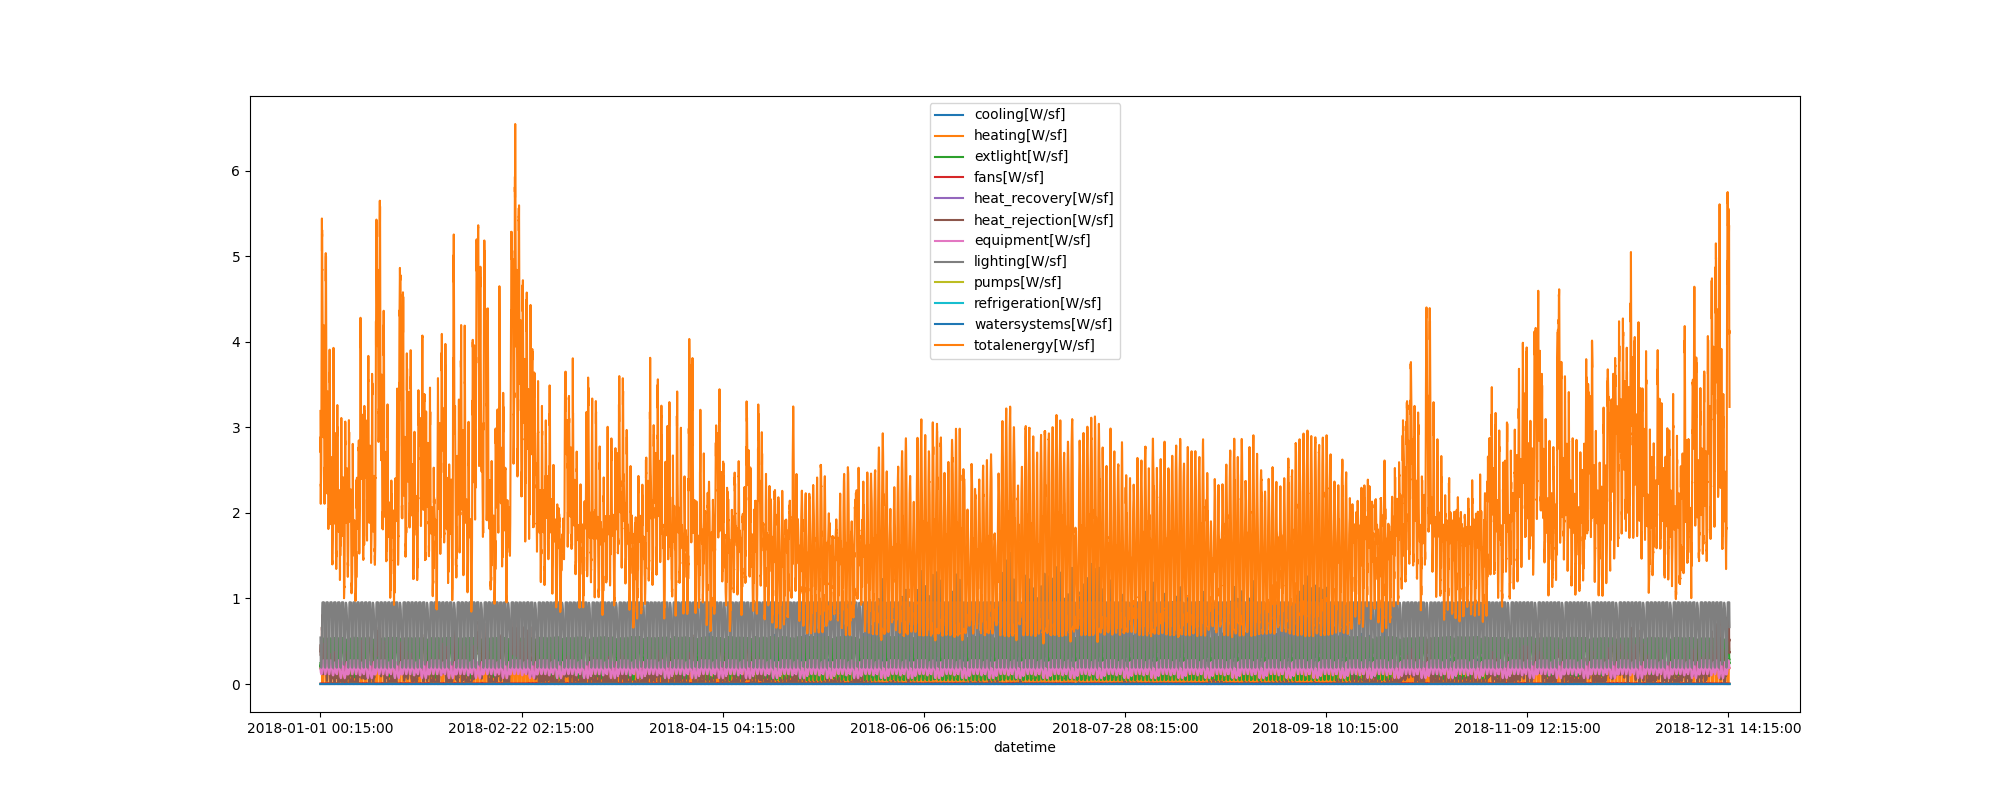 cooling[W/sf]
heating[W/sf]
extlight[W/sf]
fans[W/sf]
heat_recovery[W/sf]
heat_rejection[W/sf]
equipment[W/sf]
lighting[W/sf]
pumps[W/sf]
refrigeration[W/sf]
watersystems[W/sf]
totalenergy[W/sf]
6
5
4
3
2
1
0
2018-01-01 00:15:00 2018-02-22 02:15:00 2018-04-15 04:15:00 2018-06-06 06:15:00 2018-07-28 08:15:00 2018-09-18 10:15:00 2018-11-09 12:15:00 2018-12-31 14:15:00
datetime